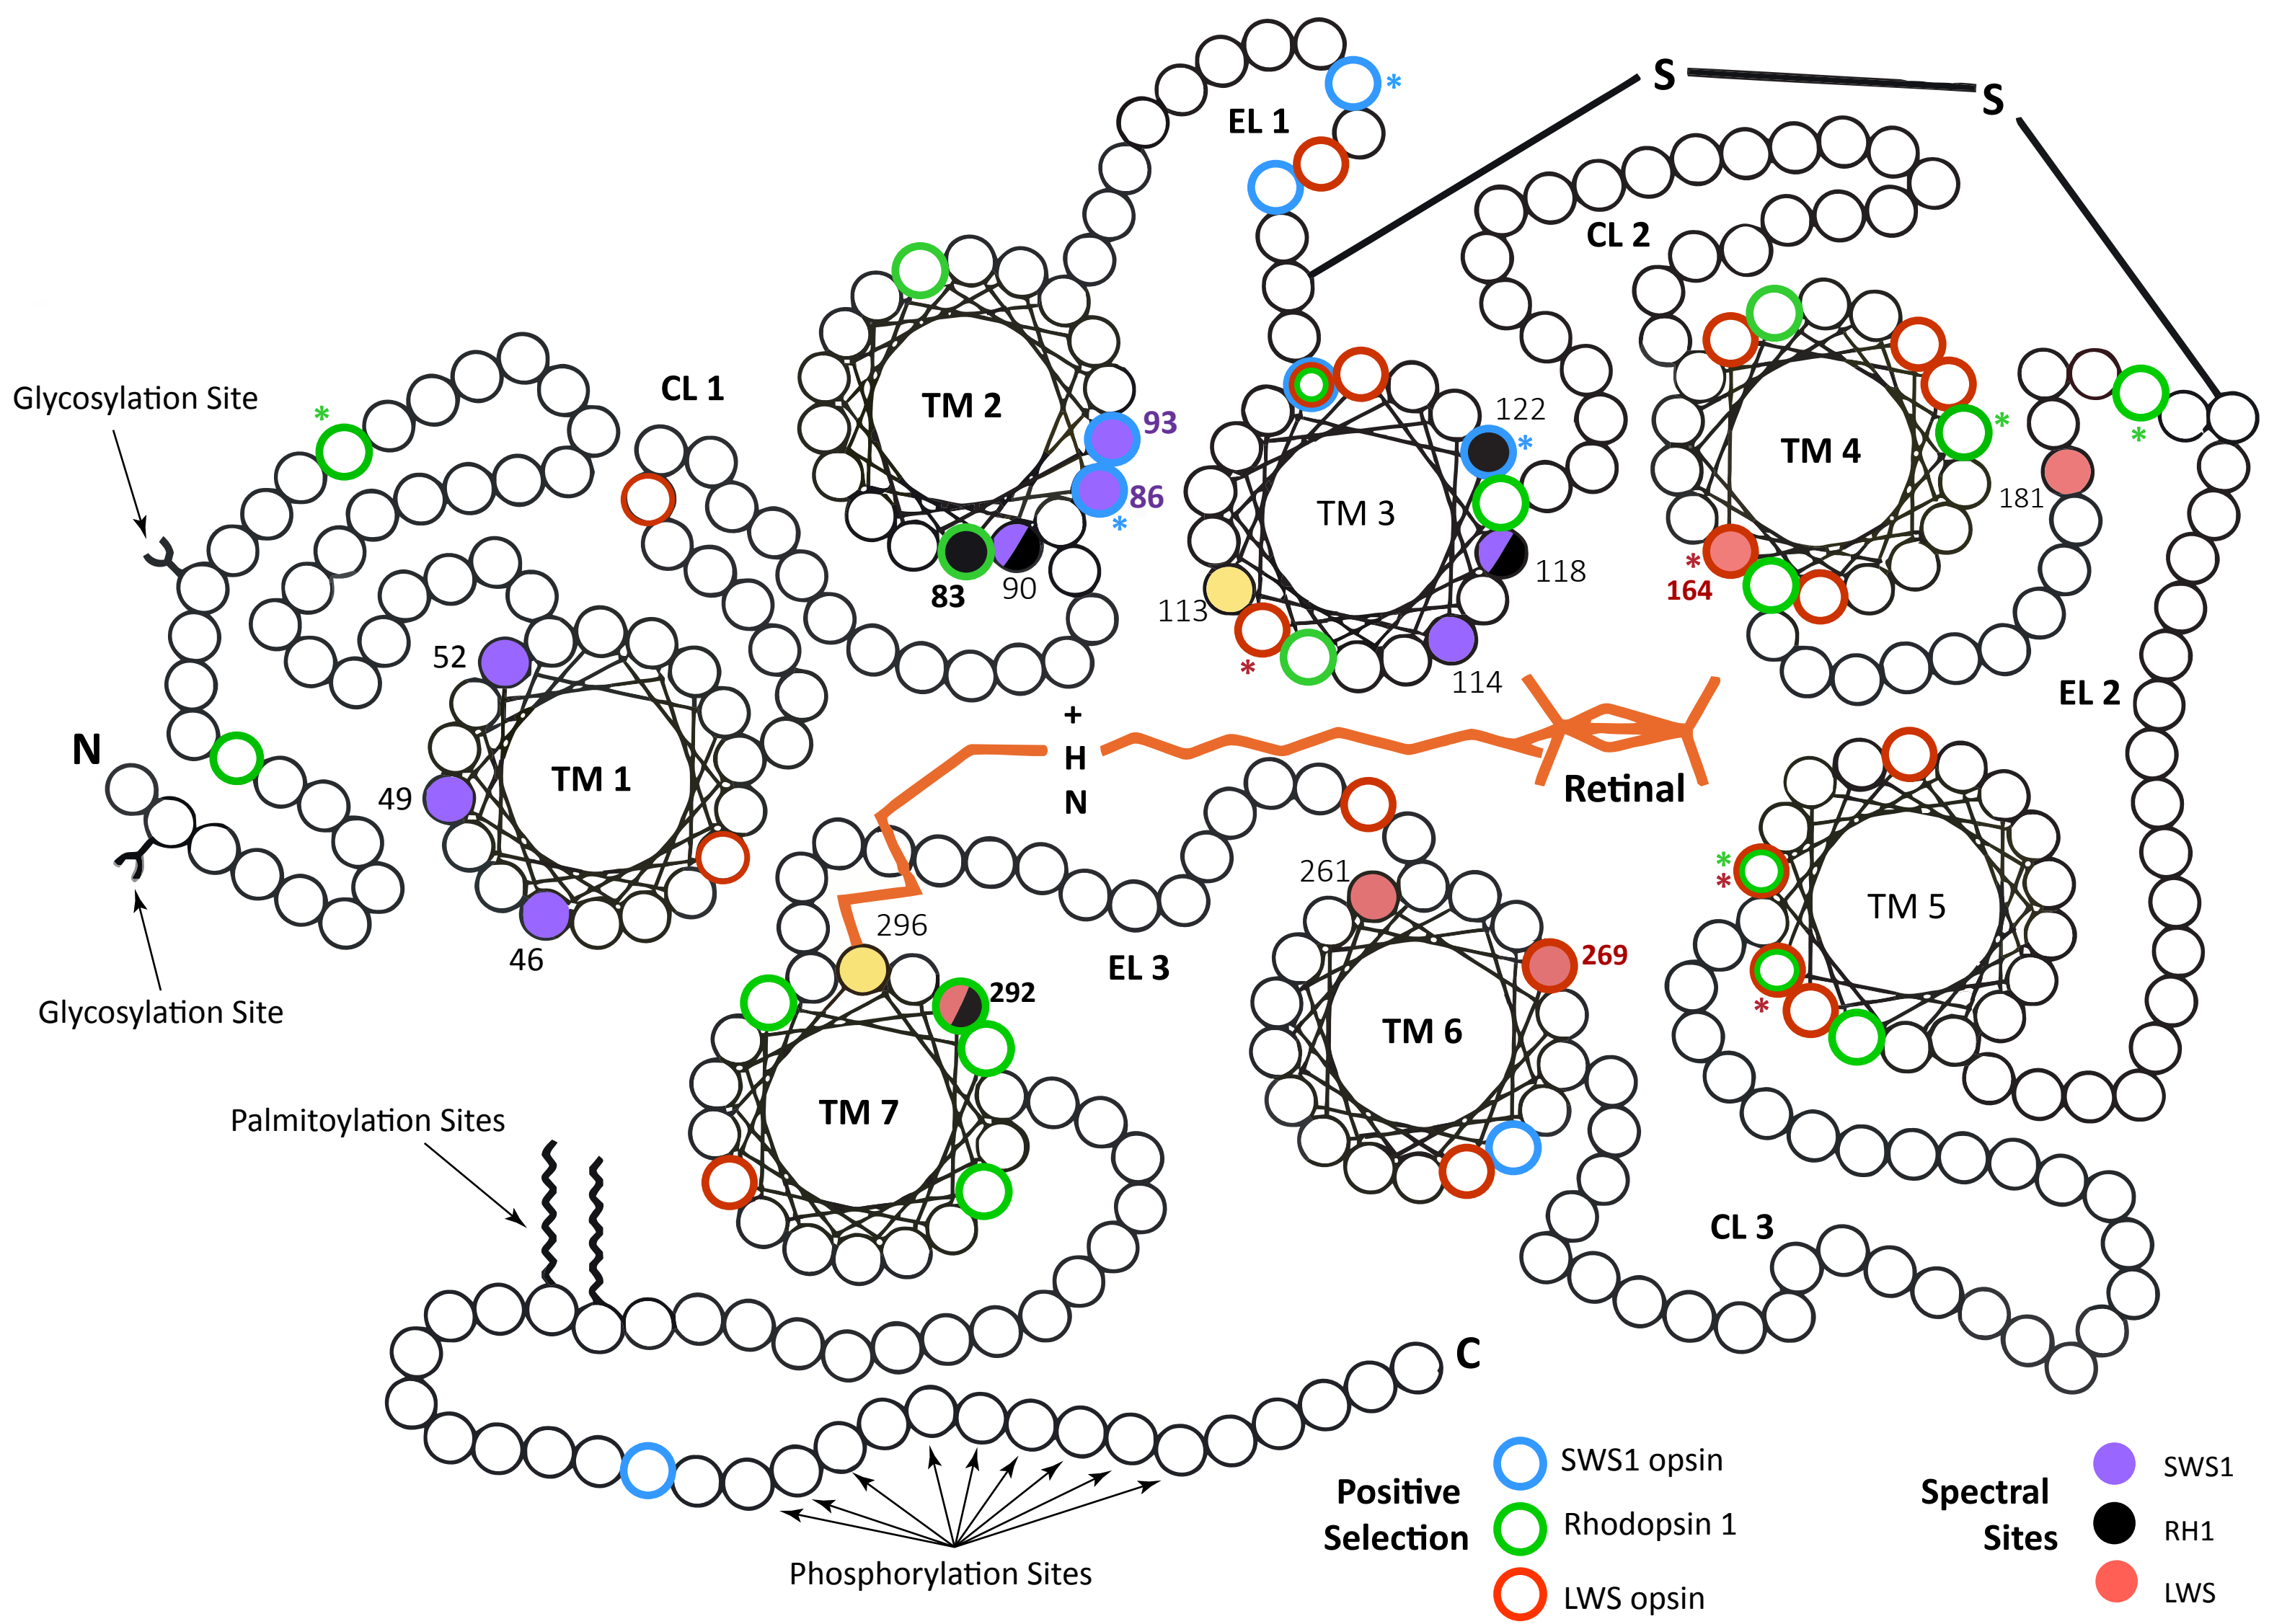 S
S
*
EL 1
CL 2
Glycosylation Site
CL 1
TM 2
93
86
*
83
90
*
122
*
TM 3
118
113
*
114
TM 4
*
*
181
*
164
52
TM 1
49
46
N
Glycosylation Site
+
H
N
Retinal
EL 2
296
292
TM 7
EL 3
261
269
TM 6
*
*
TM 5
*
CL 3
Palmitoylation Sites
C
Phosphorylation Sites
Positive
Selection
SWS1 opsin
Rhodopsin 1
LWS opsin
Spectral
Sites
SWS1
RH1
LWS